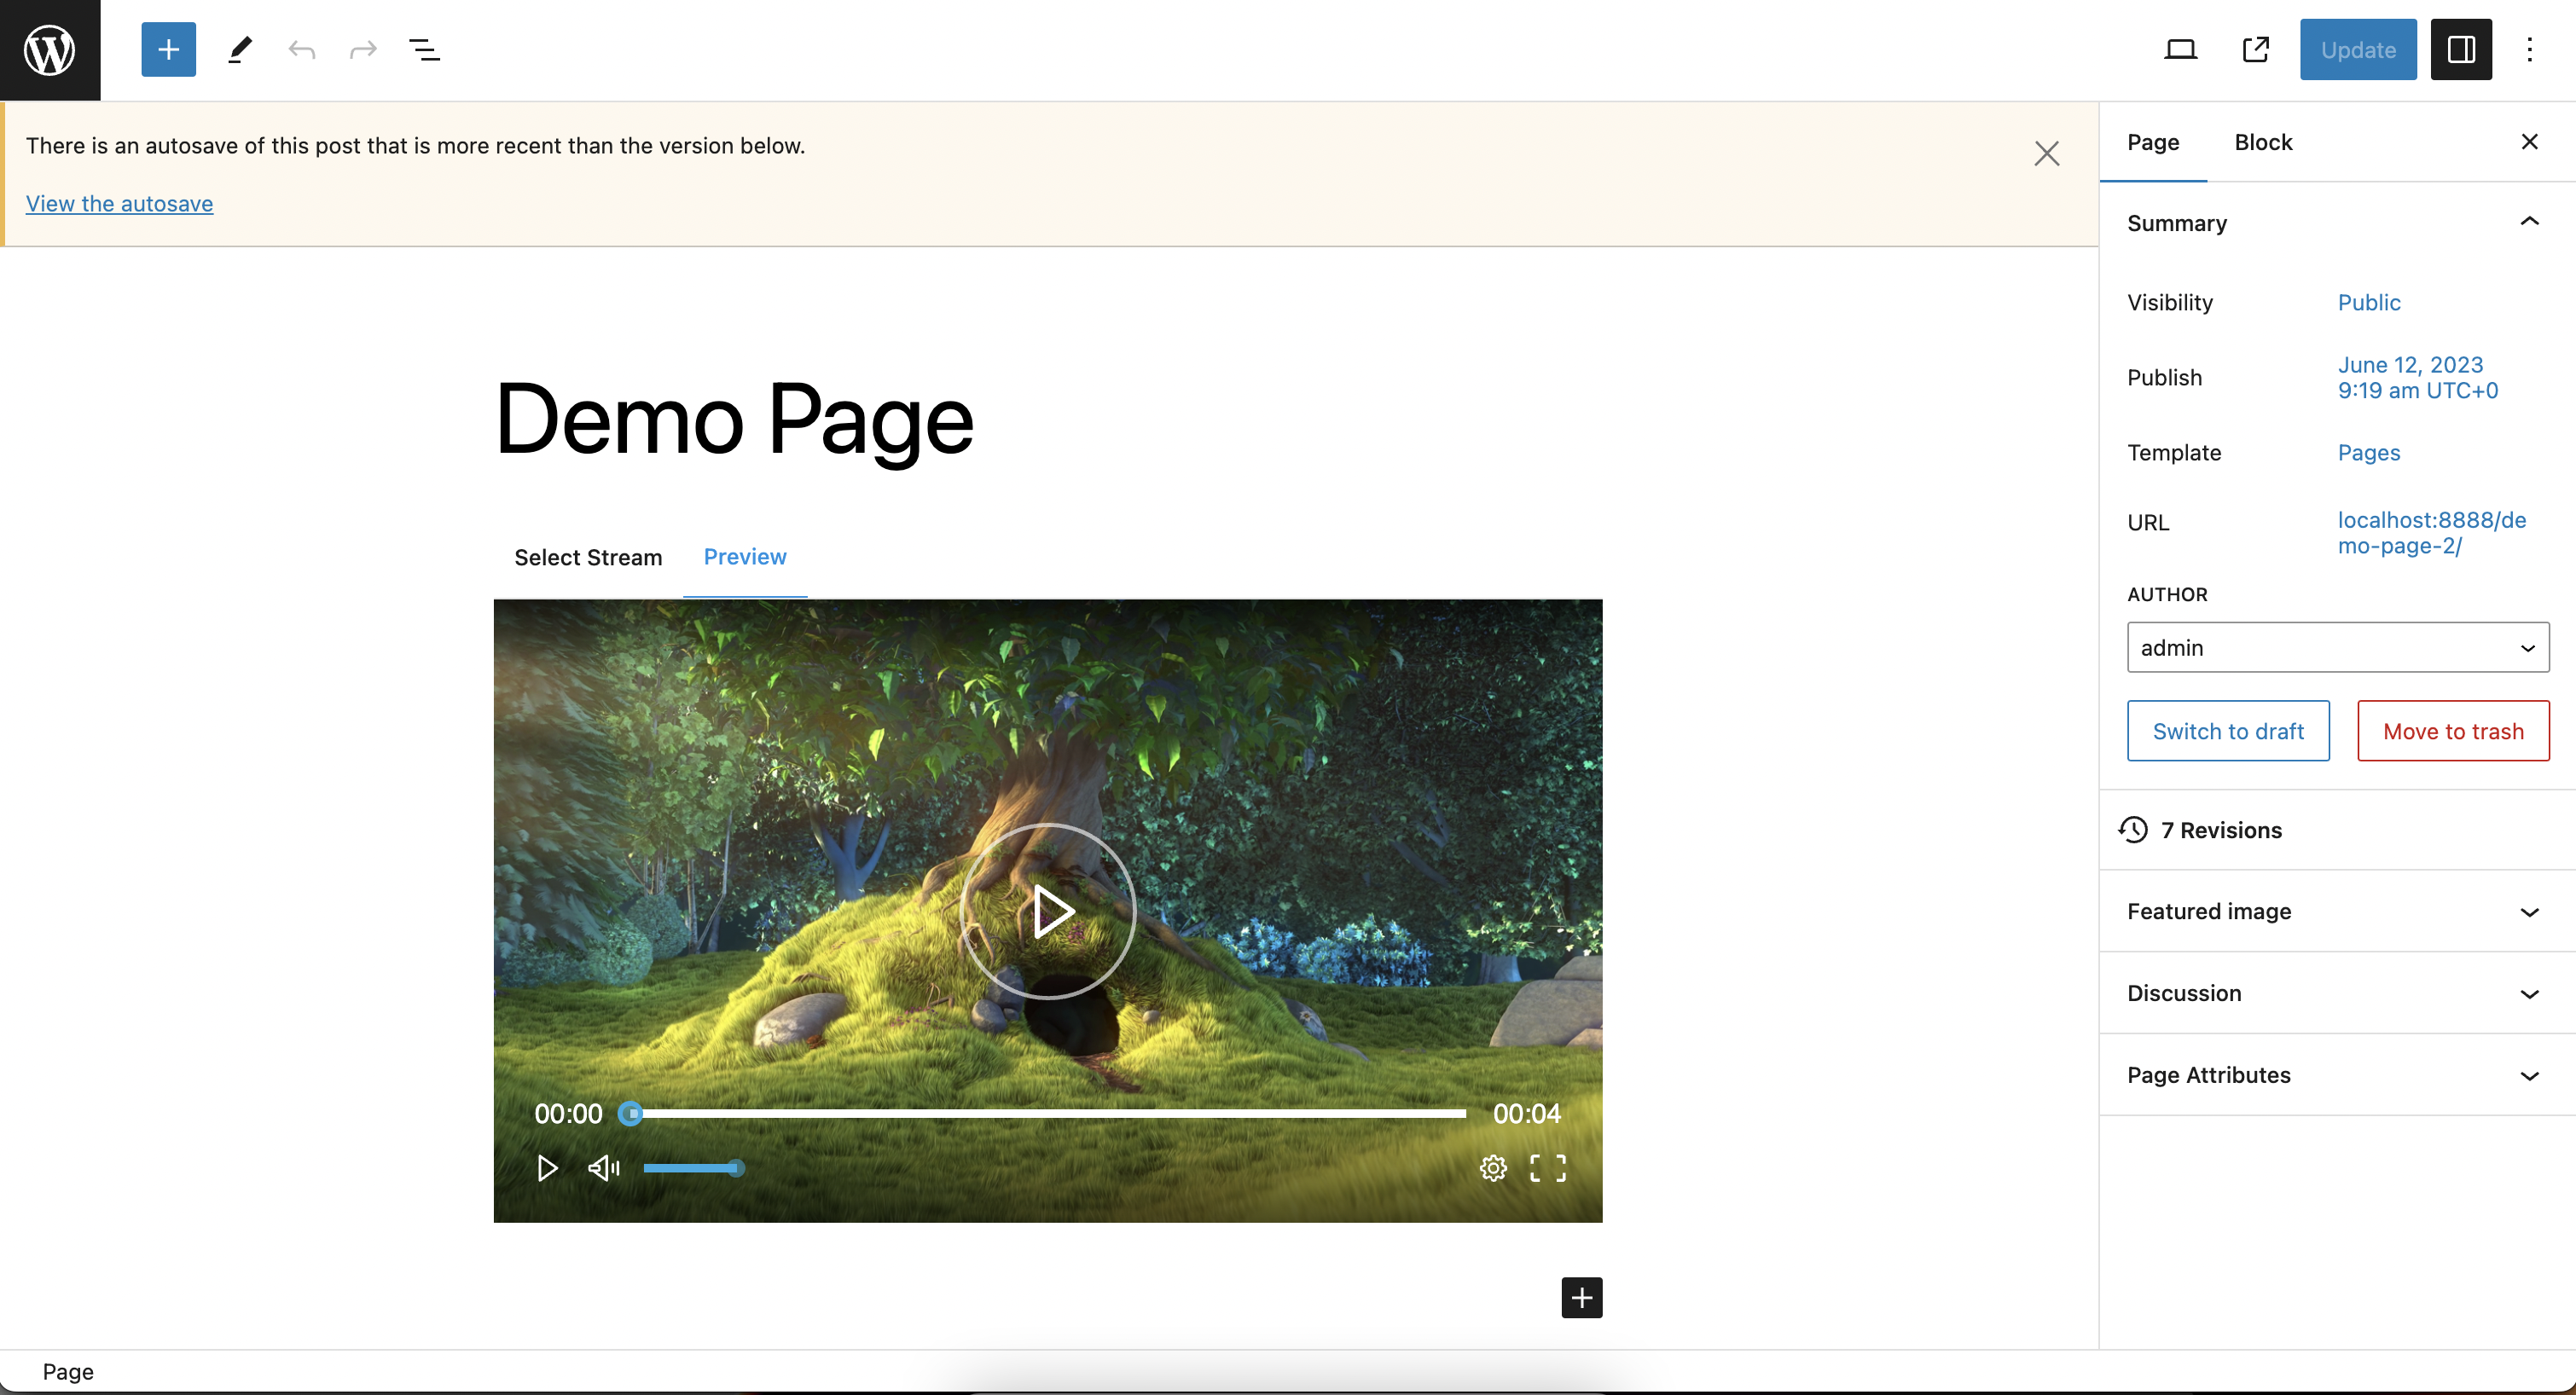 Update
There is an autosave of this post that is more recent than the version below.
View the autosave
Demo Page
Select Stream
Preview
00:00
00:04
Page
Block
Summary
Visibility
Public
Publish
June 12, 2023
9:19 am UTC+0
Template
Pages
URL
localhost:8888/de
mo-page-2/
AUTHOR
admin
Switch to draft
Move to trash
7 Revisions
Featured image
Discussion
Page Attributes
Page